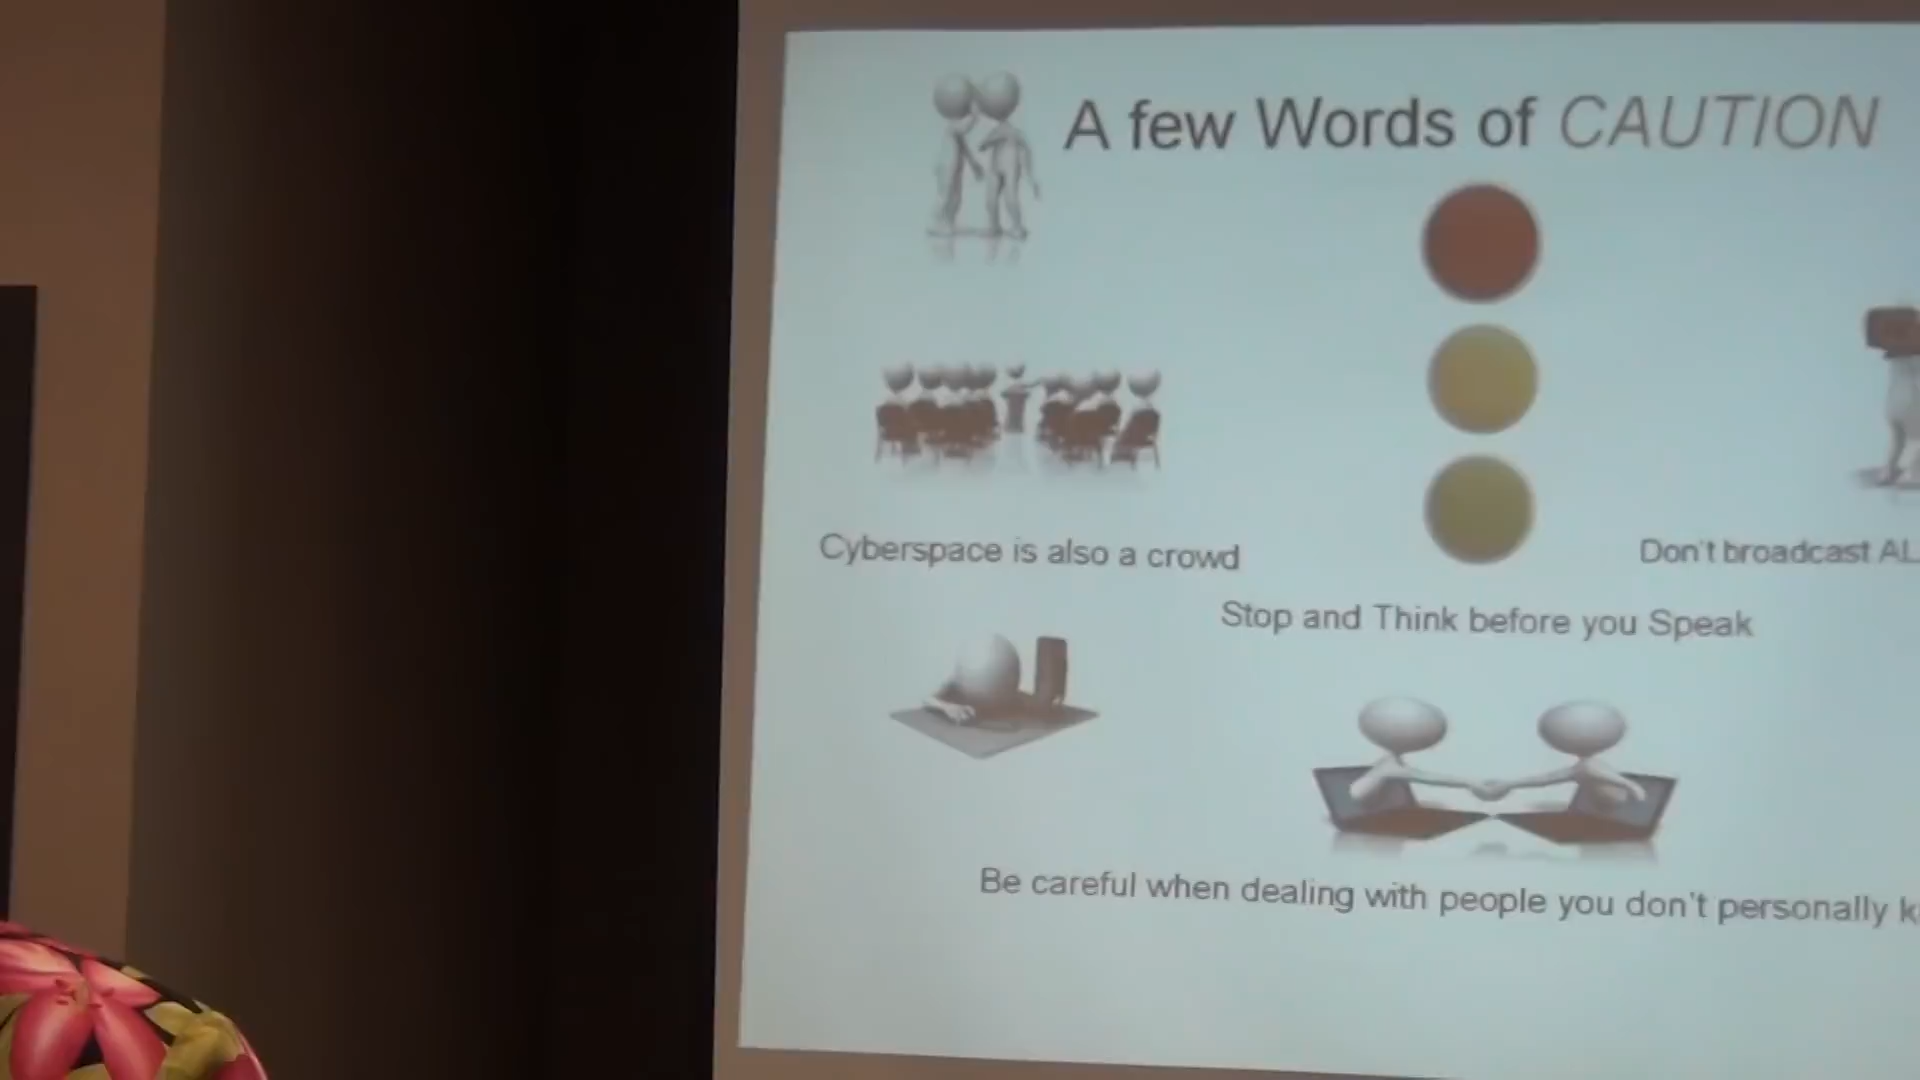 A few Words of CAUTION
Cyberspace is also a crowd
Don't broadcast
Stop and Think before you Speak
Be careful when dealing with people you don't personally